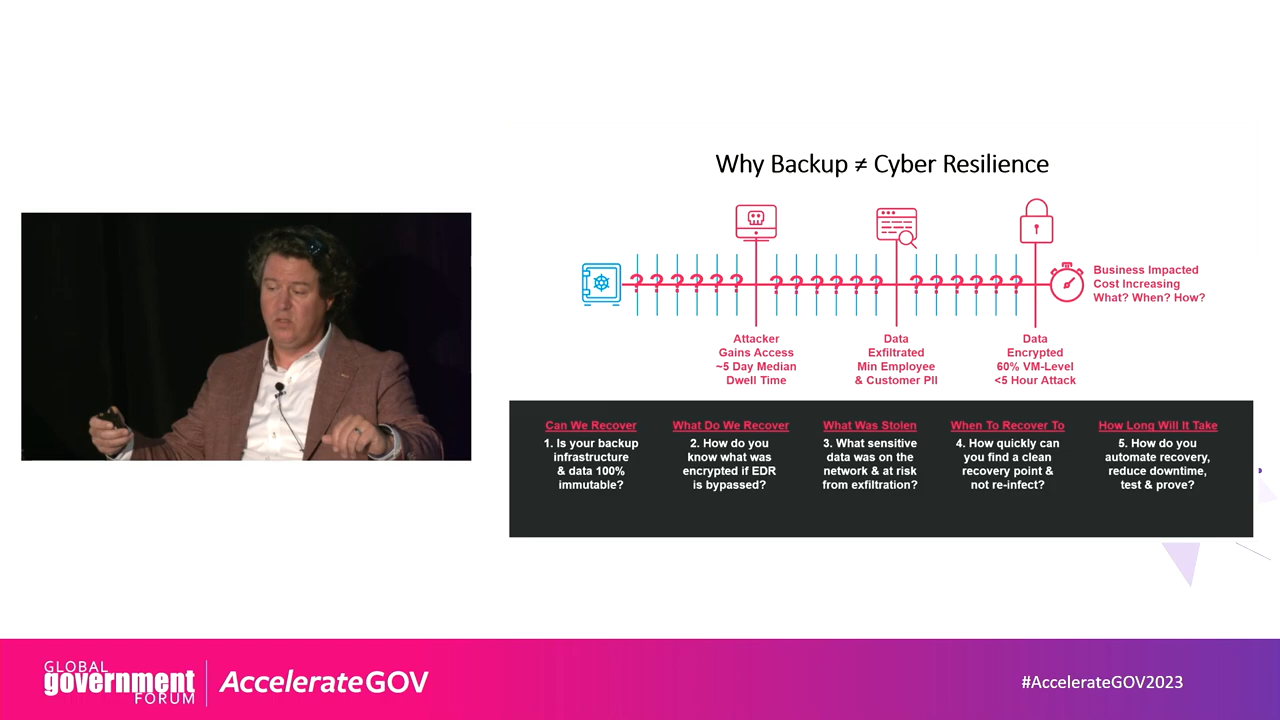 Why Backup ≠ Cyber Resilience
? ? ? ? ? ? ? ? ? ? ? ? ? ? ? ? ? ?
Business Impacted
Cost Increasing
What? When? How?
Attacker
Gains Access
~5 Day Median
Dwell Time
Data
Exfiltrated
Min Employee
& Customer PII
Data
Encrypted
60% VM-Level
<5 Hour Attack
Can We Recover
1. Is your backup
infrastructure
& data 100%
immutable?
What Do We Recover
2. How do you
know what was
encrypted if EDR
is bypassed?
What Was Stolen
3. What sensitive
data was on the
network & at risk
from exfiltration?
When To Recover To
4. How quickly can
you find a clean
recovery point &
not re-infect?
How Long Will It Take
5. How do you
automate recovery,
reduce downtime,
test & prove?
GLOBAL
government
FORUM
AccelerateGOV
#AccelerateGOV2023